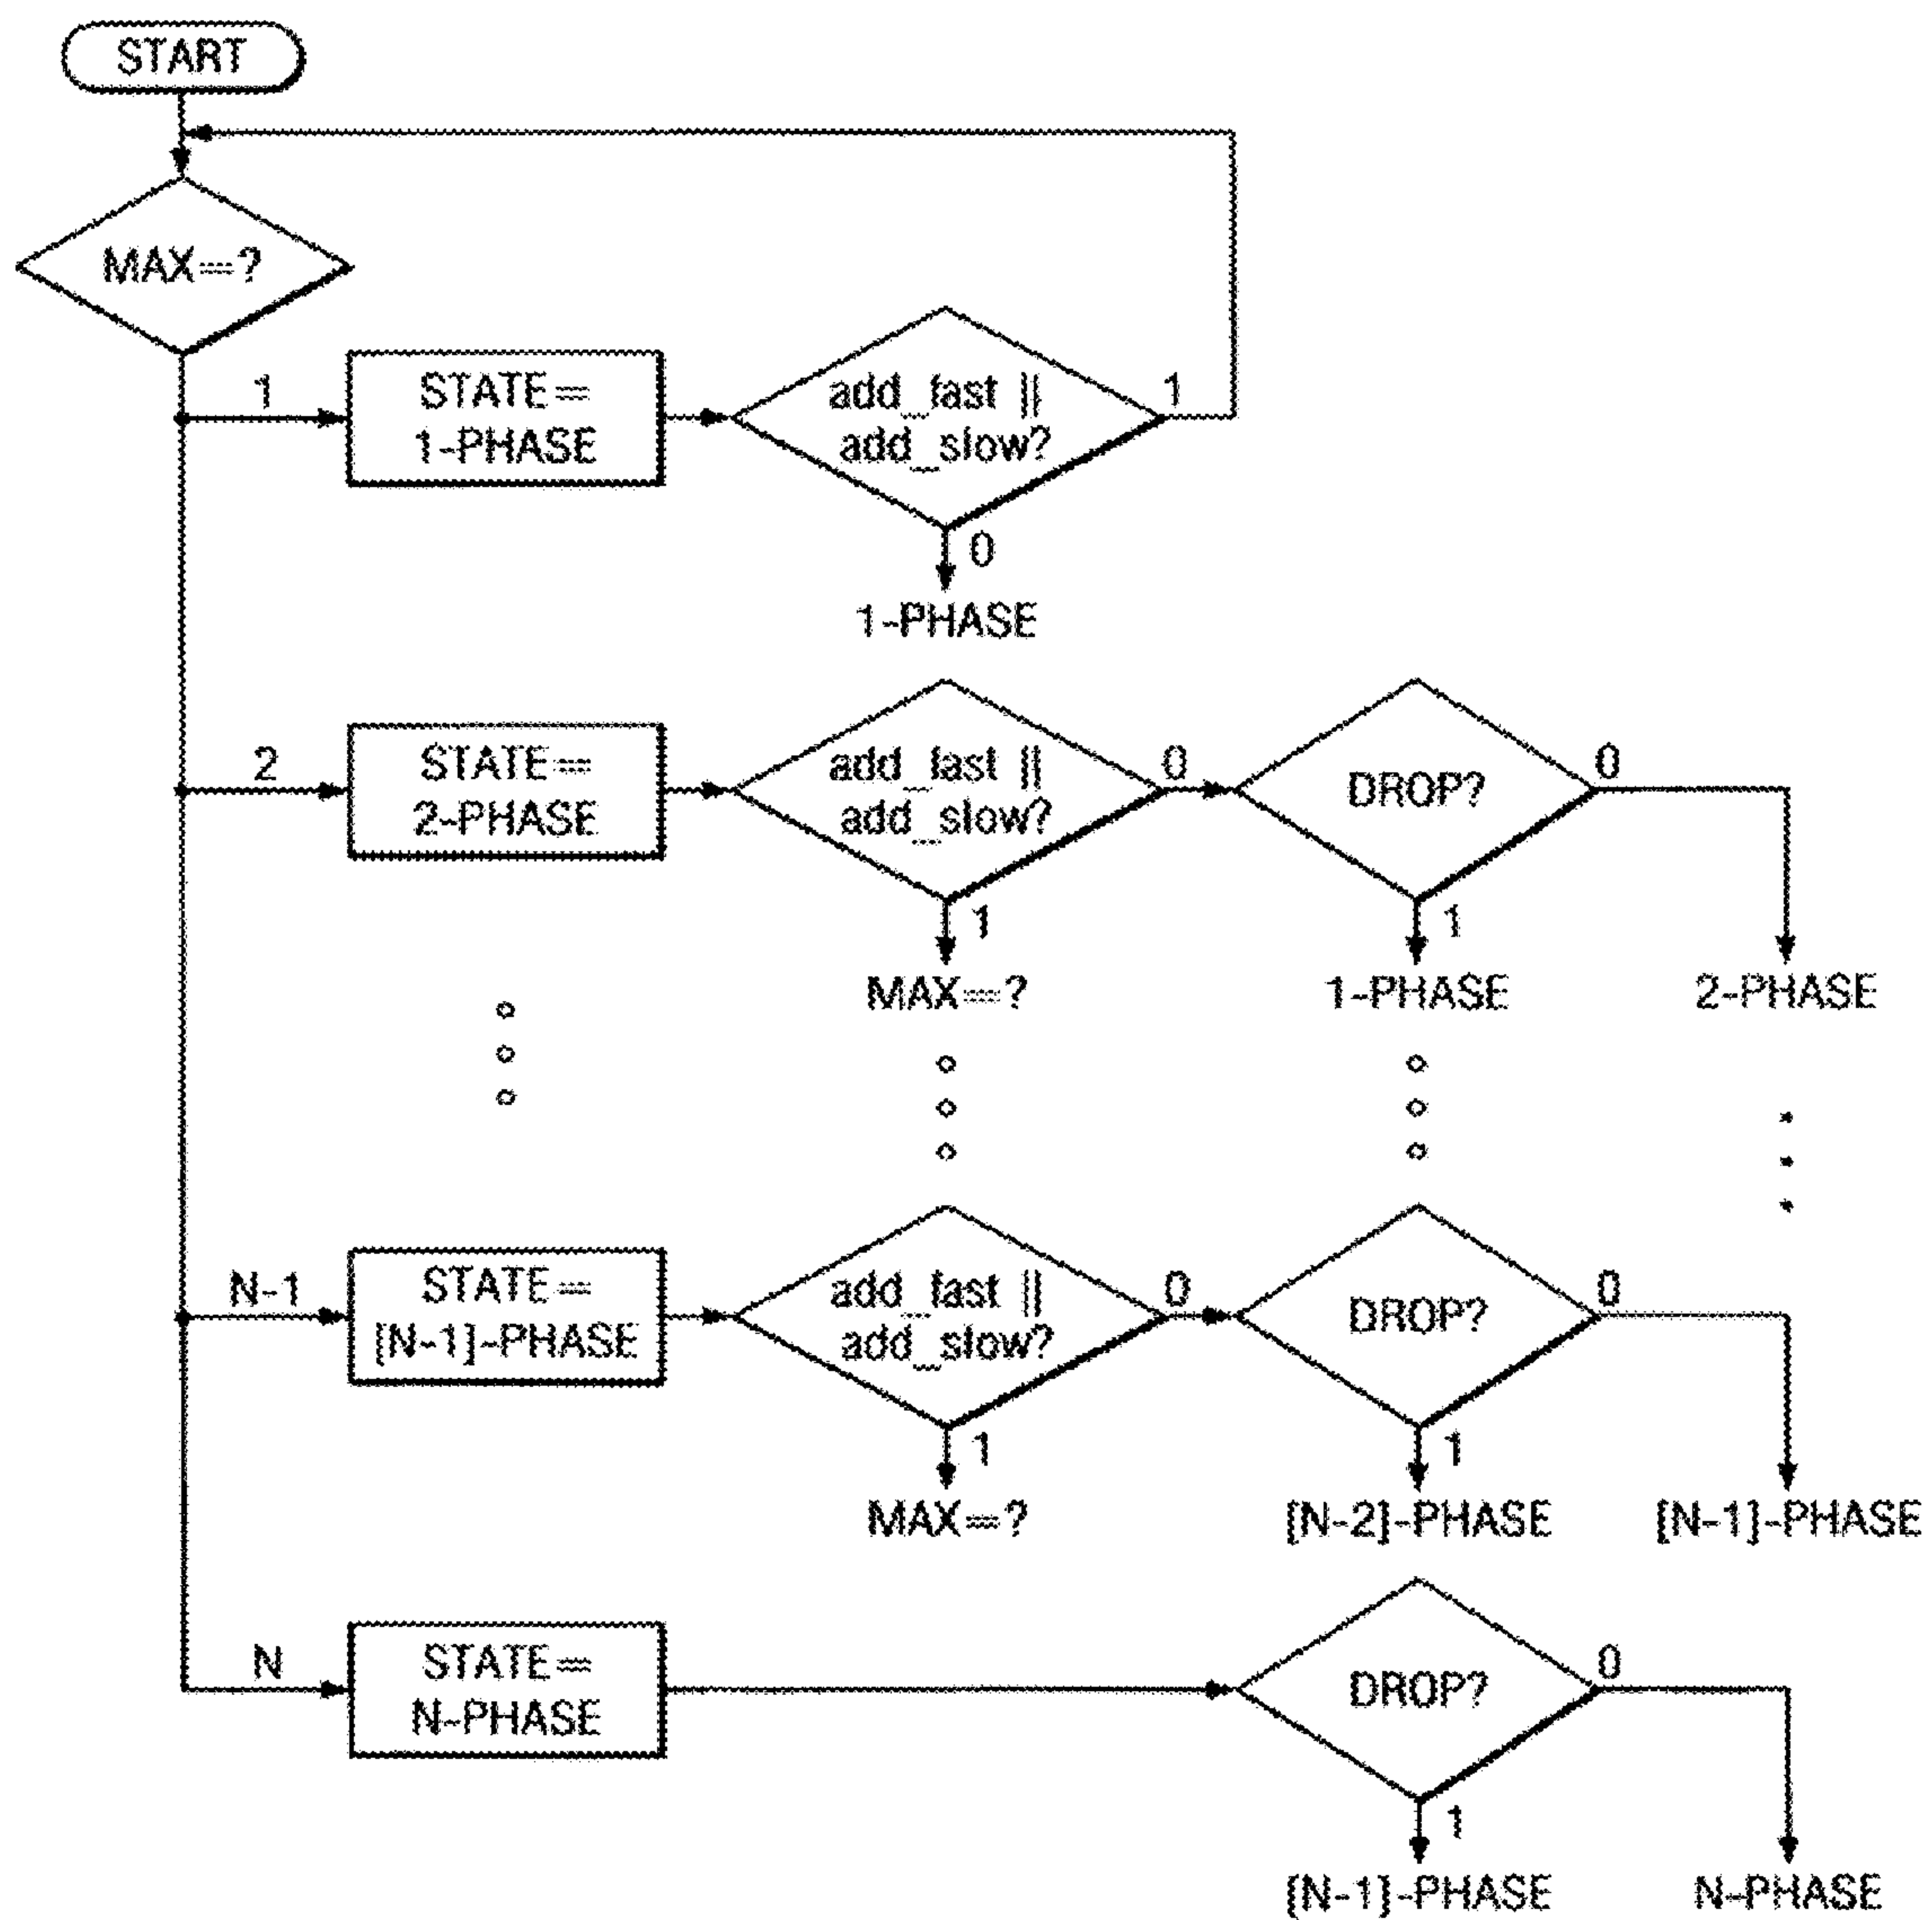 START
MAX==?
1
STATE==
1-PHASE
add_fast ||
add_slow?
1
0
1-PHASE
2
STATE==
2-PHASE
add_fast ||
add_slow?
0
DROP?
0
1
1
MAX==?
1-PHASE
2-PHASE
N-1
STATE==
[N-1]-PHASE
add_fast ||
add_slow?
0
DROP?
0
1
1
MAX==?
[N-2]-PHASE
[N-1]-PHASE
N
STATE==
N-PHASE
DROP?
0
1
[N-1]-PHASE
N-PHASE